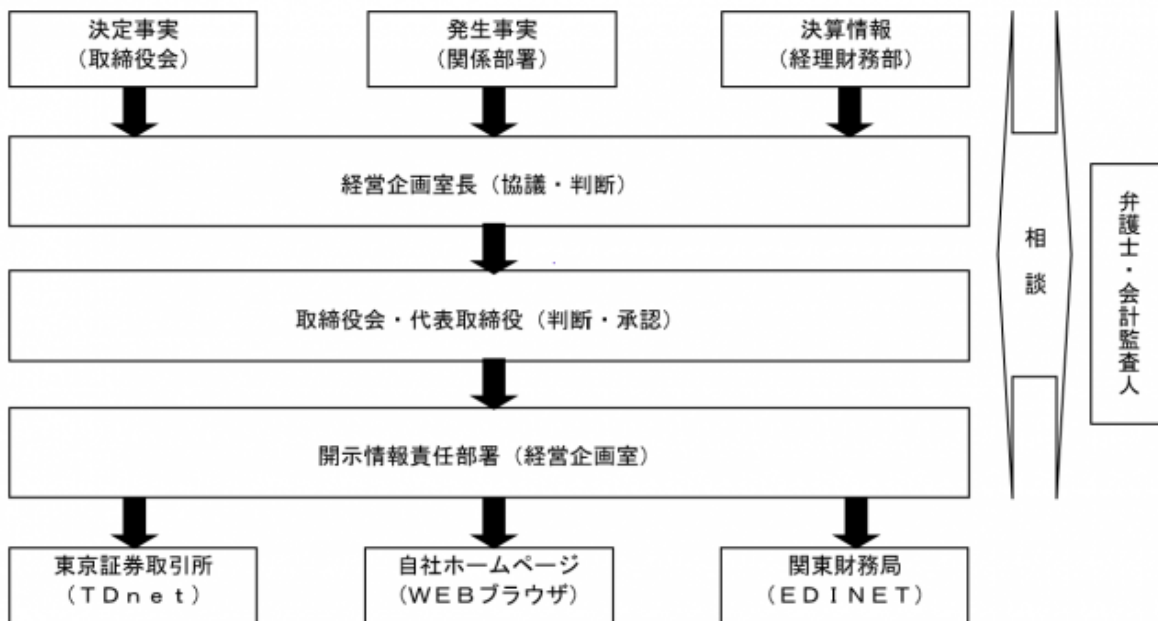 決定事実
(取締役会)
発生事実
(関係部署)
決算情報
(経理財務部)
経営企画室長（協議・判断）
取締役会・代表取締役（判断・承認）
開示情報責任部署（経営企画室）
東京証券取引所
(ＴＤｎｅｔ)
自社ホームページ
(ＷＥＢブラウザ)
関東財務局
(ＥＤＩＮＥＴ)
相談
弁護士・会計監査人